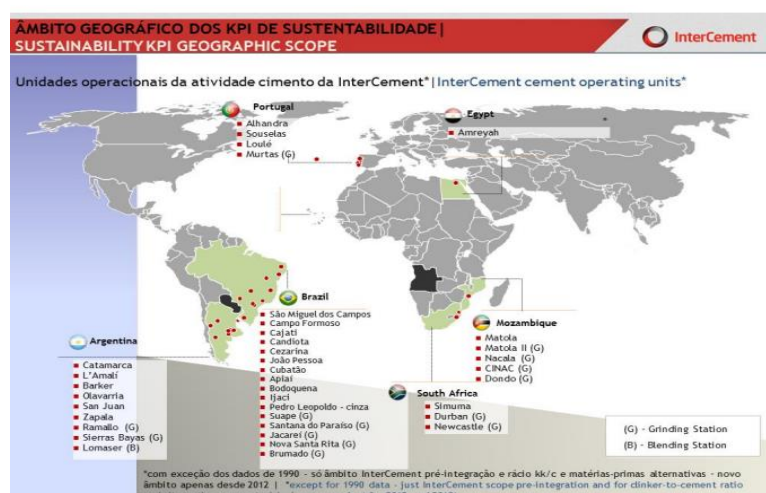 ÂMBITO GEOGRÁFICO DOS KPI DE SUSTENTABILIDADE|
SUSTAINABILITY KPI GEOGRAPHIC SCOPE
InterCement
Unidades operacionais da atividade cimento da InterCement*|InterCement cement operating units*
Portugal
Alhandra
Souselas
Loulé
Murtas (G)
Egypt
Amreyah
Brazil
São Miguel dos Campos
Campo Formoso
Cajati
Candiota
Cezarina
João Pessoa
Cubatão
Apiaí
Bodoquena
Ijaci
Pedro Leopoldo - cinza
Suape (G)
Santana do Paraíso (G)
Jacareí (G)
Nova Santa Rita (G)
Brumado (G)
Argentina
Catamarca
L'Amalí
Barker
Olavarria
San Juan
Zapala
Ramallo (G)
Sierras Bayas (G)
Lomaser (B)
Mozambique
Matola
Matola II (G)
Nacala (G)
CINAC (G)
Dondo (G)
South Africa
Simuma
Durban (G)
Newcastle (G)
(G) - Grinding Station
(B) - Blending Station
*com exceção dos dados de 1990 - só âmbito InterCement pré-integração e rácio kk/c e matérias-primas alternativas - novo
âmbito apenas desde 2012 | *except for 1990 data - just InterCement scope pre-integration and for clinker-to-cement ratio